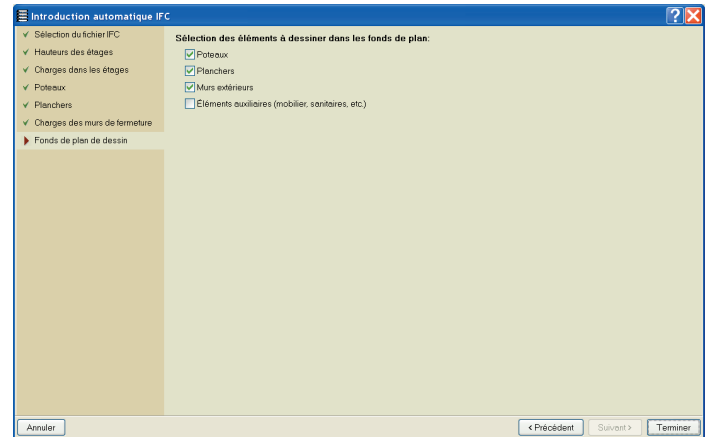 Introduction automatique IFC
Sélection du fichier IFC
Hauteurs des étages
Charges dans les étages
Poteaux
Planchers
Charges des murs de fermeture
Fonds de plan de dessin
Sélection des éléments à dessiner dans les fonds de plan:
Poteaux
Planchers
Murs extérieurs
Éléments auxiliaires (mobilier, sanitaires, etc.)
Annuler
< Précédent
Suivant >
Terminer